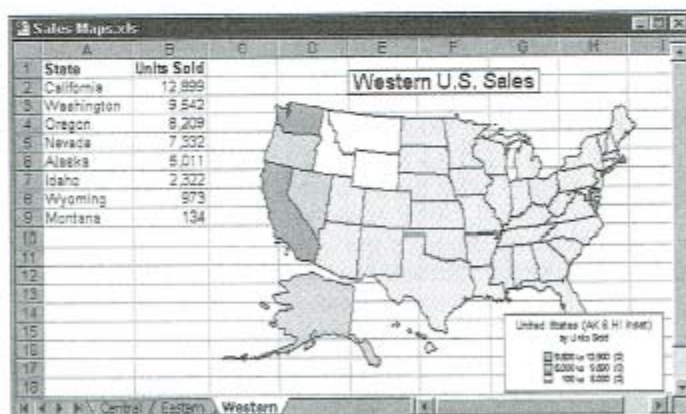 Sales Maps.xls
A B C D E F G H I
1 State Units Sold
2 California 12,899
3 Washington 9,542
4 Oregon 8,209
5 Nevada 7,332
6 Alaska
7 Idaho 2,322
8 Wyoming 973
9 Montana 134
10
11
12
13
14
15
16
17
18
Western U.S. Sales
United States (AK & HI Inset)
by Units Sold
Central / Eastern Western